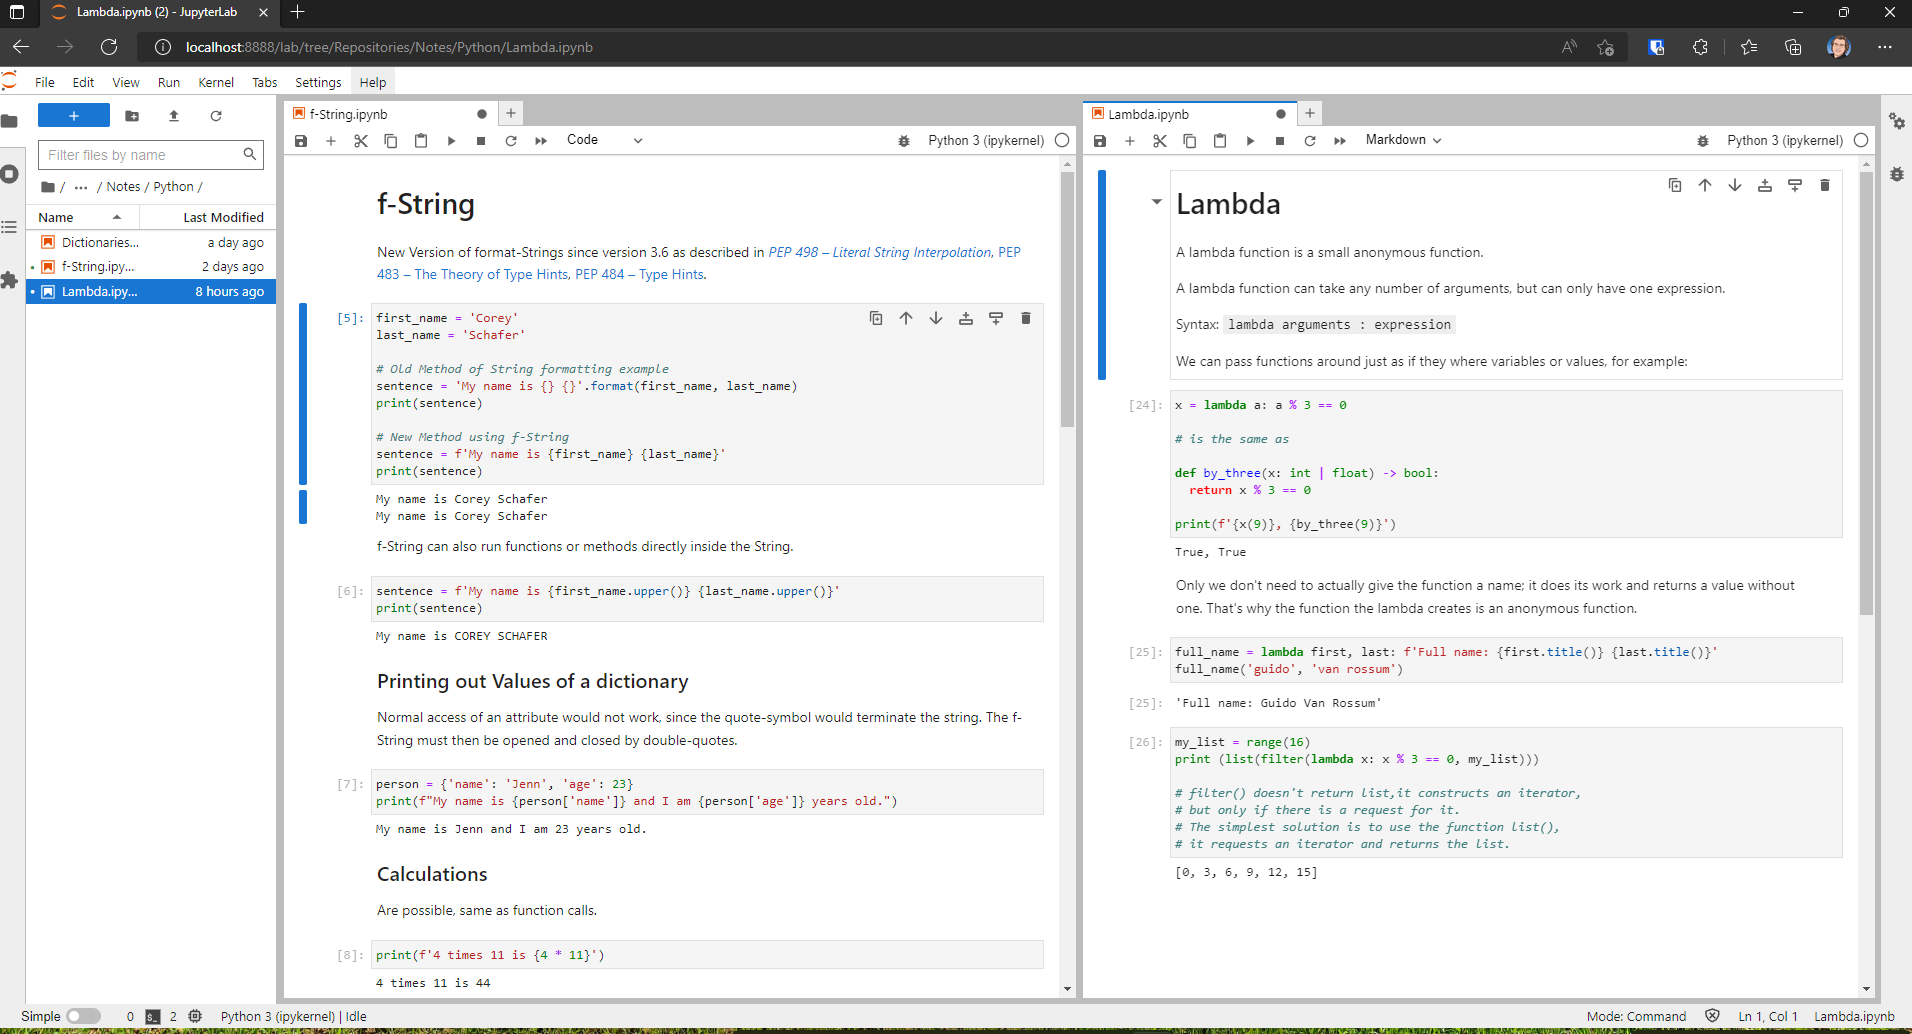 Lambda.ipynb (2) - JupyterLab
localhost:8888/lab/tree/Repositories/Notes/Python/Lambda.ipynb
File Edit View Run Kernel Tabs Settings Help
Filter files by name
/ ... / Notes / Python /
Name Last Modified
Dictionaries... a day ago
f-String.ipy... 2 days ago
Lambda.ipy... 8 hours ago
f-String.ipynb
Code Python 3 (ipykernel)
f-String
New Version of format-Strings since version 3.6 as described in PEP 498 – Literal String Interpolation, PEP
483 – The Theory of Type Hints, PEP 484 – Type Hints.
[5]: first_name = 'Corey'
last_name = 'Schafer'
# Old Method of String formatting example
sentence = 'My name is {} {}'.format(first_name, last_name)
print(sentence)
# New Method using f-String
sentence = f'My name is {first_name} {last_name}'
print(sentence)
My name is Corey Schafer
My name is Corey Schafer
f-String can also run functions or methods directly inside the String.
[6]: sentence = f'My name is {first_name.upper()} {last_name.upper()}'
print(sentence)
My name is COREY SCHAFER
Printing out Values of a dictionary
Normal access of an attribute would not work, since the quote-symbol would terminate the string. The f-
String must then be opened and closed by double-quotes.
[7]: person = {'name': 'Jenn', 'age': 23}
print(f"My name is {person['name']} and I am {person['age']} years old.")
My name is Jenn and I am 23 years old.
Calculations
Are possible, same as function calls.
[8]: print(f'4 times 11 is {4 * 11}')
4 times 11 is 44
Lambda.ipynb
Markdown Python 3 (ipykernel)
Lambda
A lambda function is a small anonymous function.
A lambda function can take any number of arguments, but can only have one expression.
Syntax: lambda arguments : expression
We can pass functions around just as if they where variables or values, for example:
[24]: x = lambda a: a % 3 == 0
# is the same as
def by_three(x: int | float) -> bool:
return x % 3 == 0
print(f'{x(9)}, {by_three(9)}')
True, True
Only we don't need to actually give the function a name; it does its work and returns a value without
one. That's why the function the lambda creates is an anonymous function.
[25]: full_name = lambda first, last: f'Full name: {first.title()} {last.title()}'
full_name('guido', 'van rossum')
[25]: 'Full name: Guido Van Rossum'
[26]: my_list = range(16)
print (list(filter(lambda x: x % 3 == 0, my_list)))
# filter() doesn't return list,it constructs an iterator,
# but only if there is a request for it.
# The simplest solution is to use the function list(),
# it requests an iterator and returns the list.
[0, 3, 6, 9, 12, 15]
Simple 0 $_ 2 Python 3 (ipykernel) | Idle Mode: Command Ln 1, Col 1 Lambda.ipynb